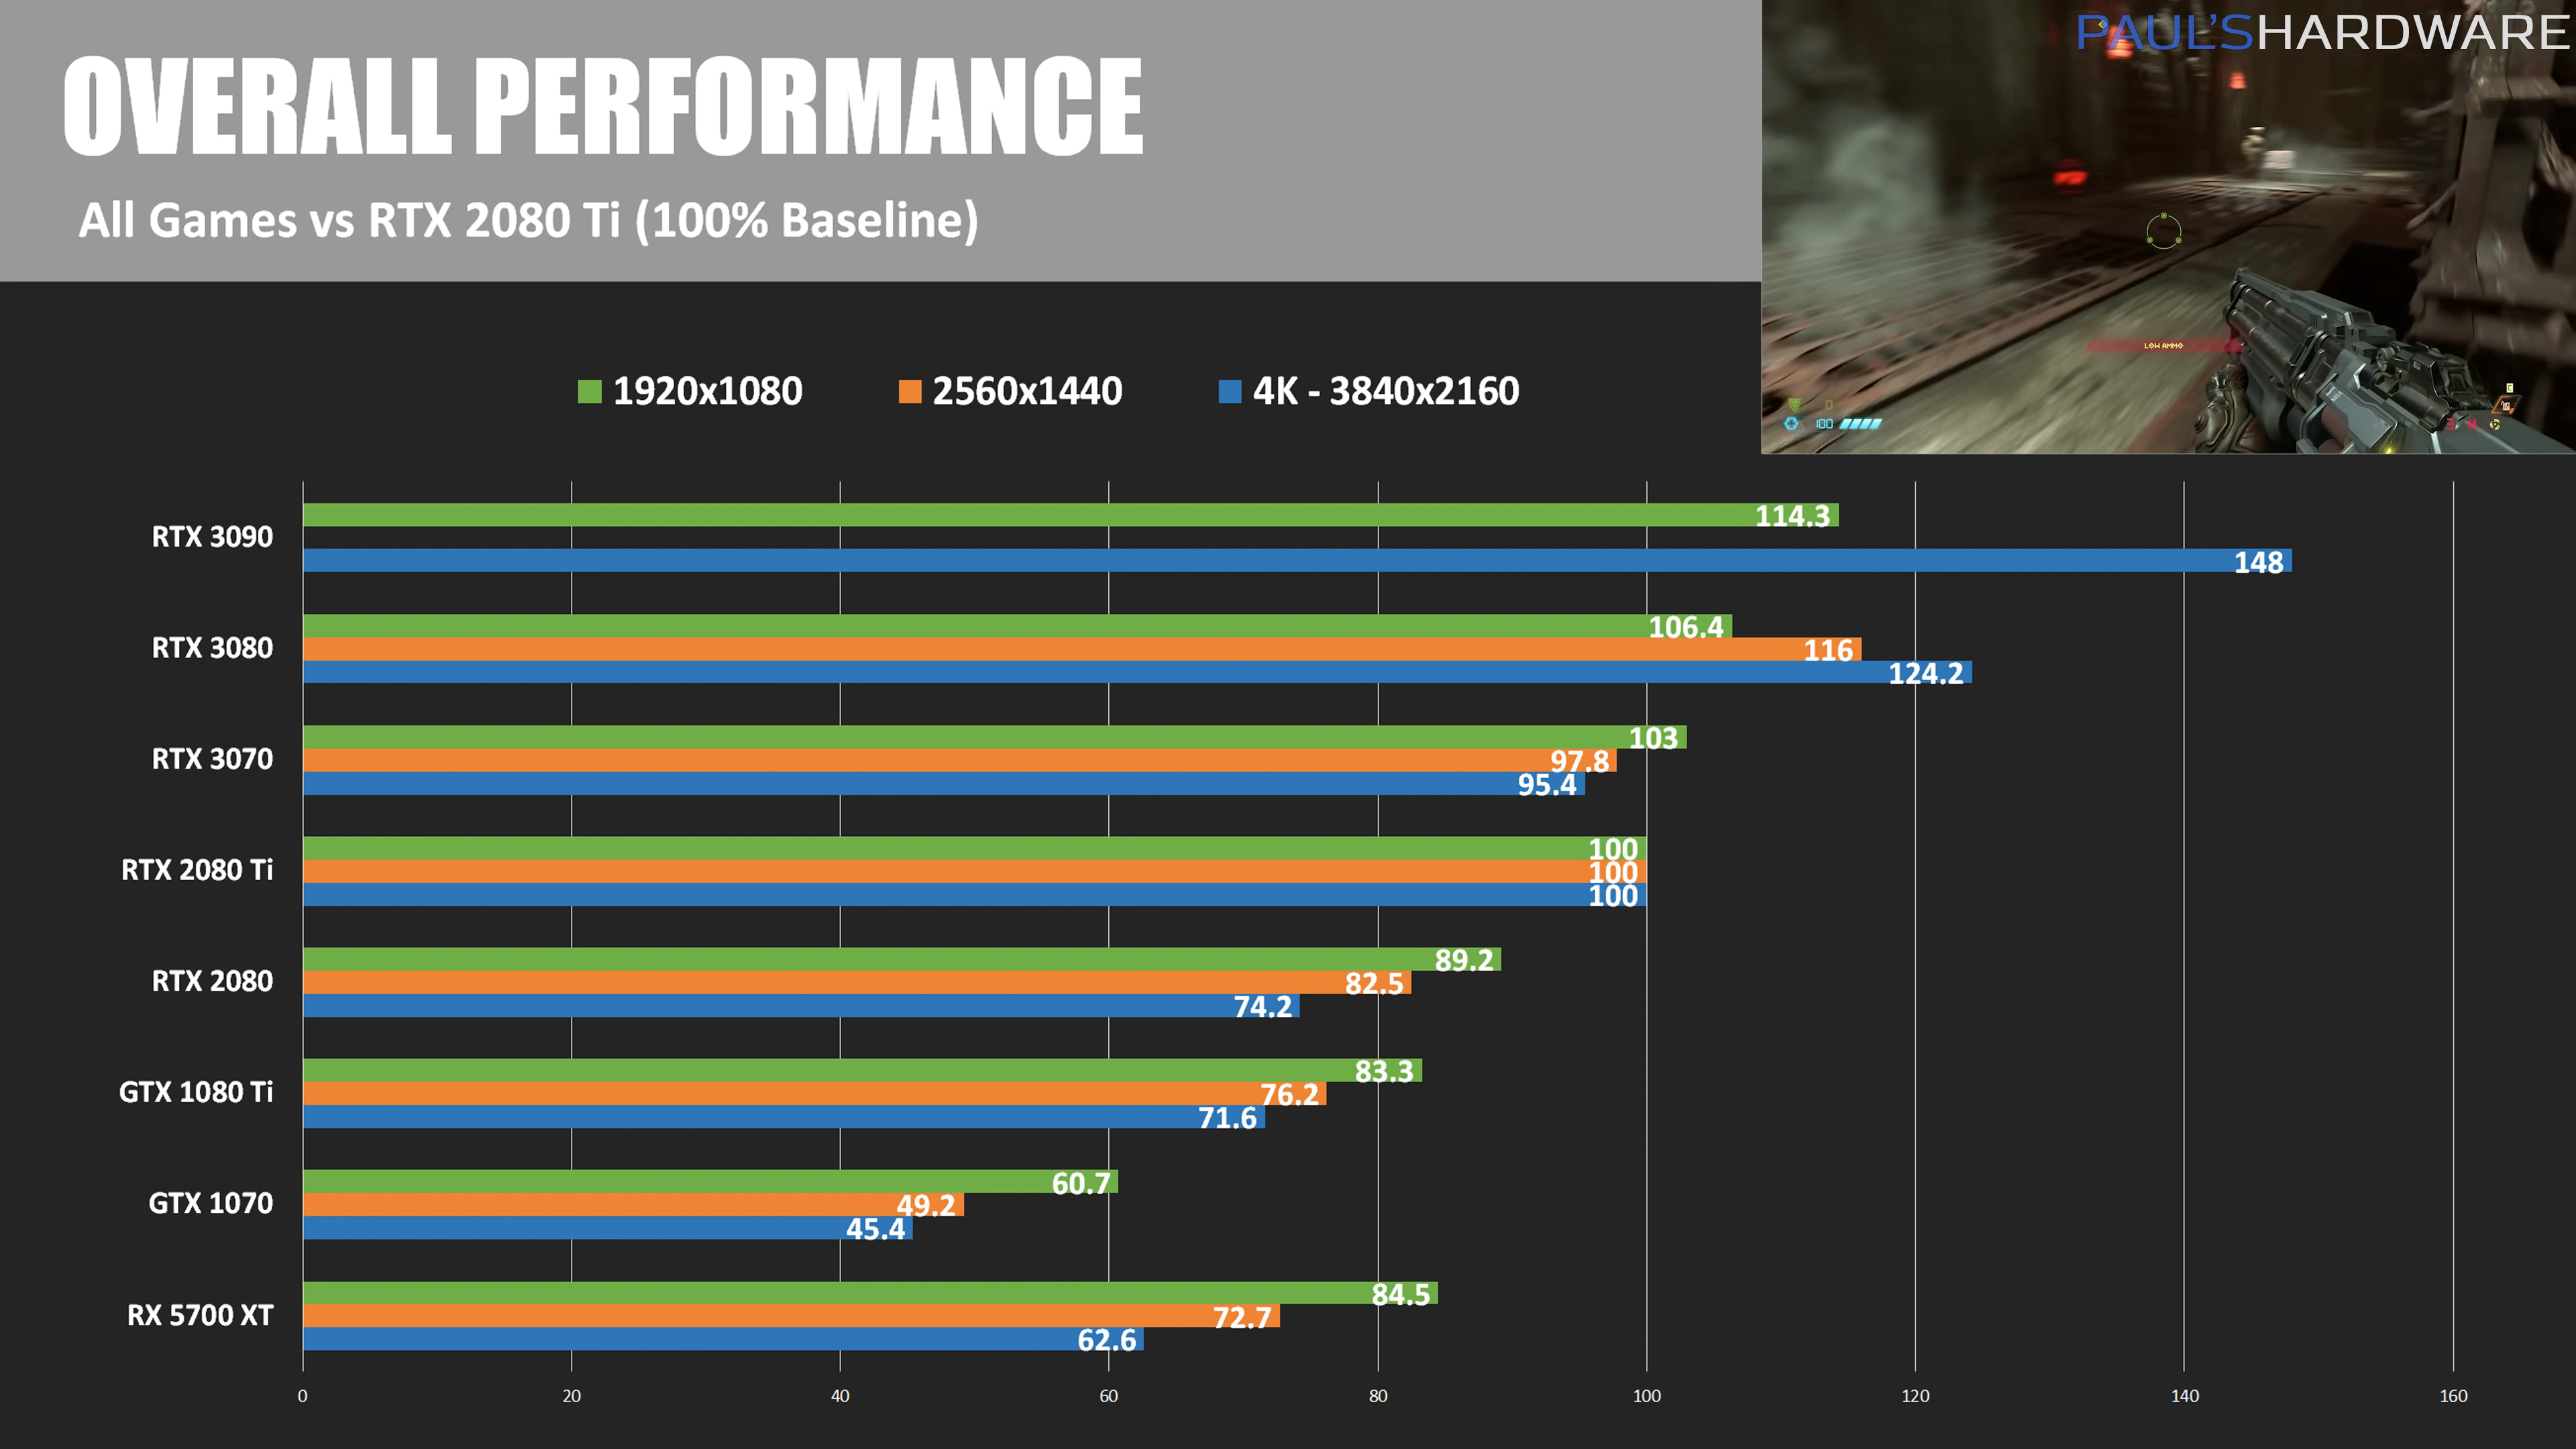 PAUL'SHARDWARE
OVERALL PERFORMANCE
All Games vs RTX 2080 Ti (100% Baseline)
LOW AMMO
100
1920x1080 2560x1440 4K - 3840x2160
RTX 3090
114.3
148
RTX 3080
106.4
116
124.2
RTX 3070
103
97.8
95.4
RTX 2080 Ti
100
100
100
RTX 2080
89.2
82.5
74.2
GTX 1080 Ti
83.3
76.2
71.6
GTX 1070
60.7
49.2
45.4
RX 5700 XT
84.5
72.7
62.6
0 20 40 60 80 100 120 140 160